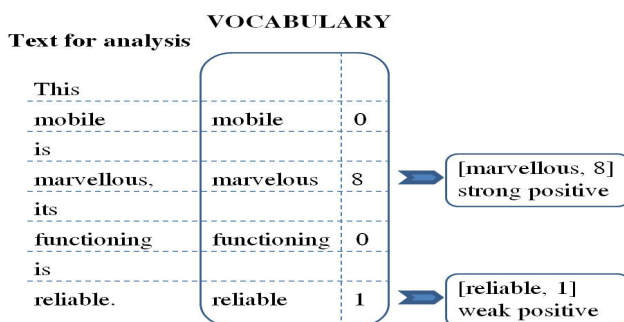 VOCABULARY
Text for analysis
This
mobile mobile 0
is
marvellous, marvelous 8
[marvellous, 8]
strong positive
its
functioning functioning 0
is
reliable. reliable 1
[reliable, 1]
weak positive